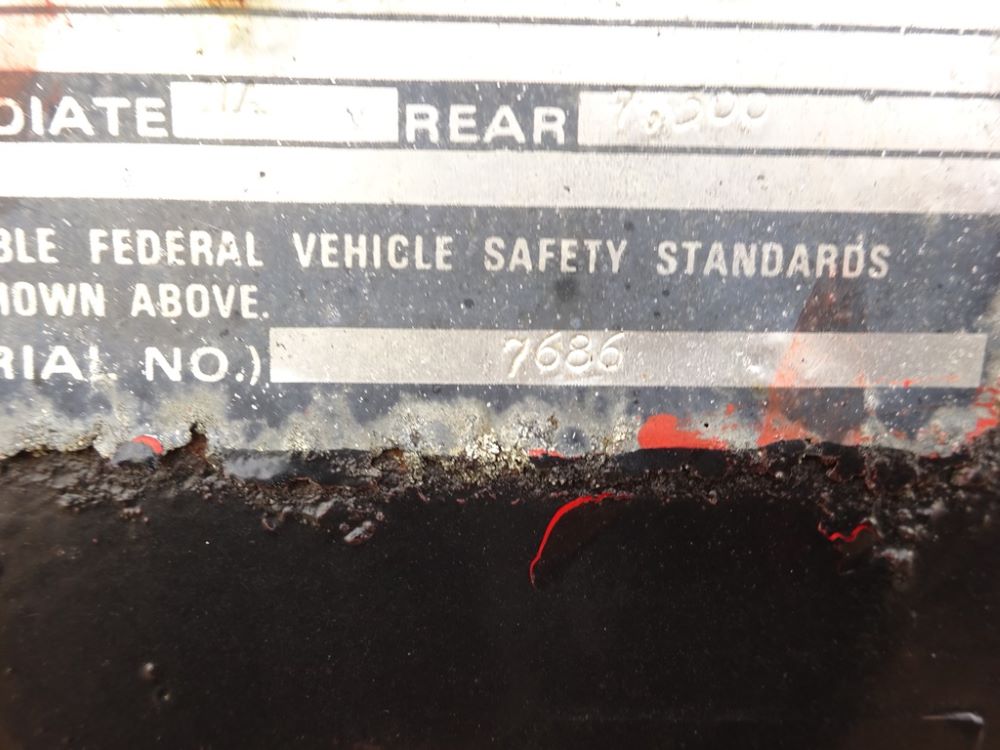 DIATE REAR
BLE FEDERAL VEHICLE SAFETY STANDARDS
HOWN ABOVE.
RIAL NO.) 7686